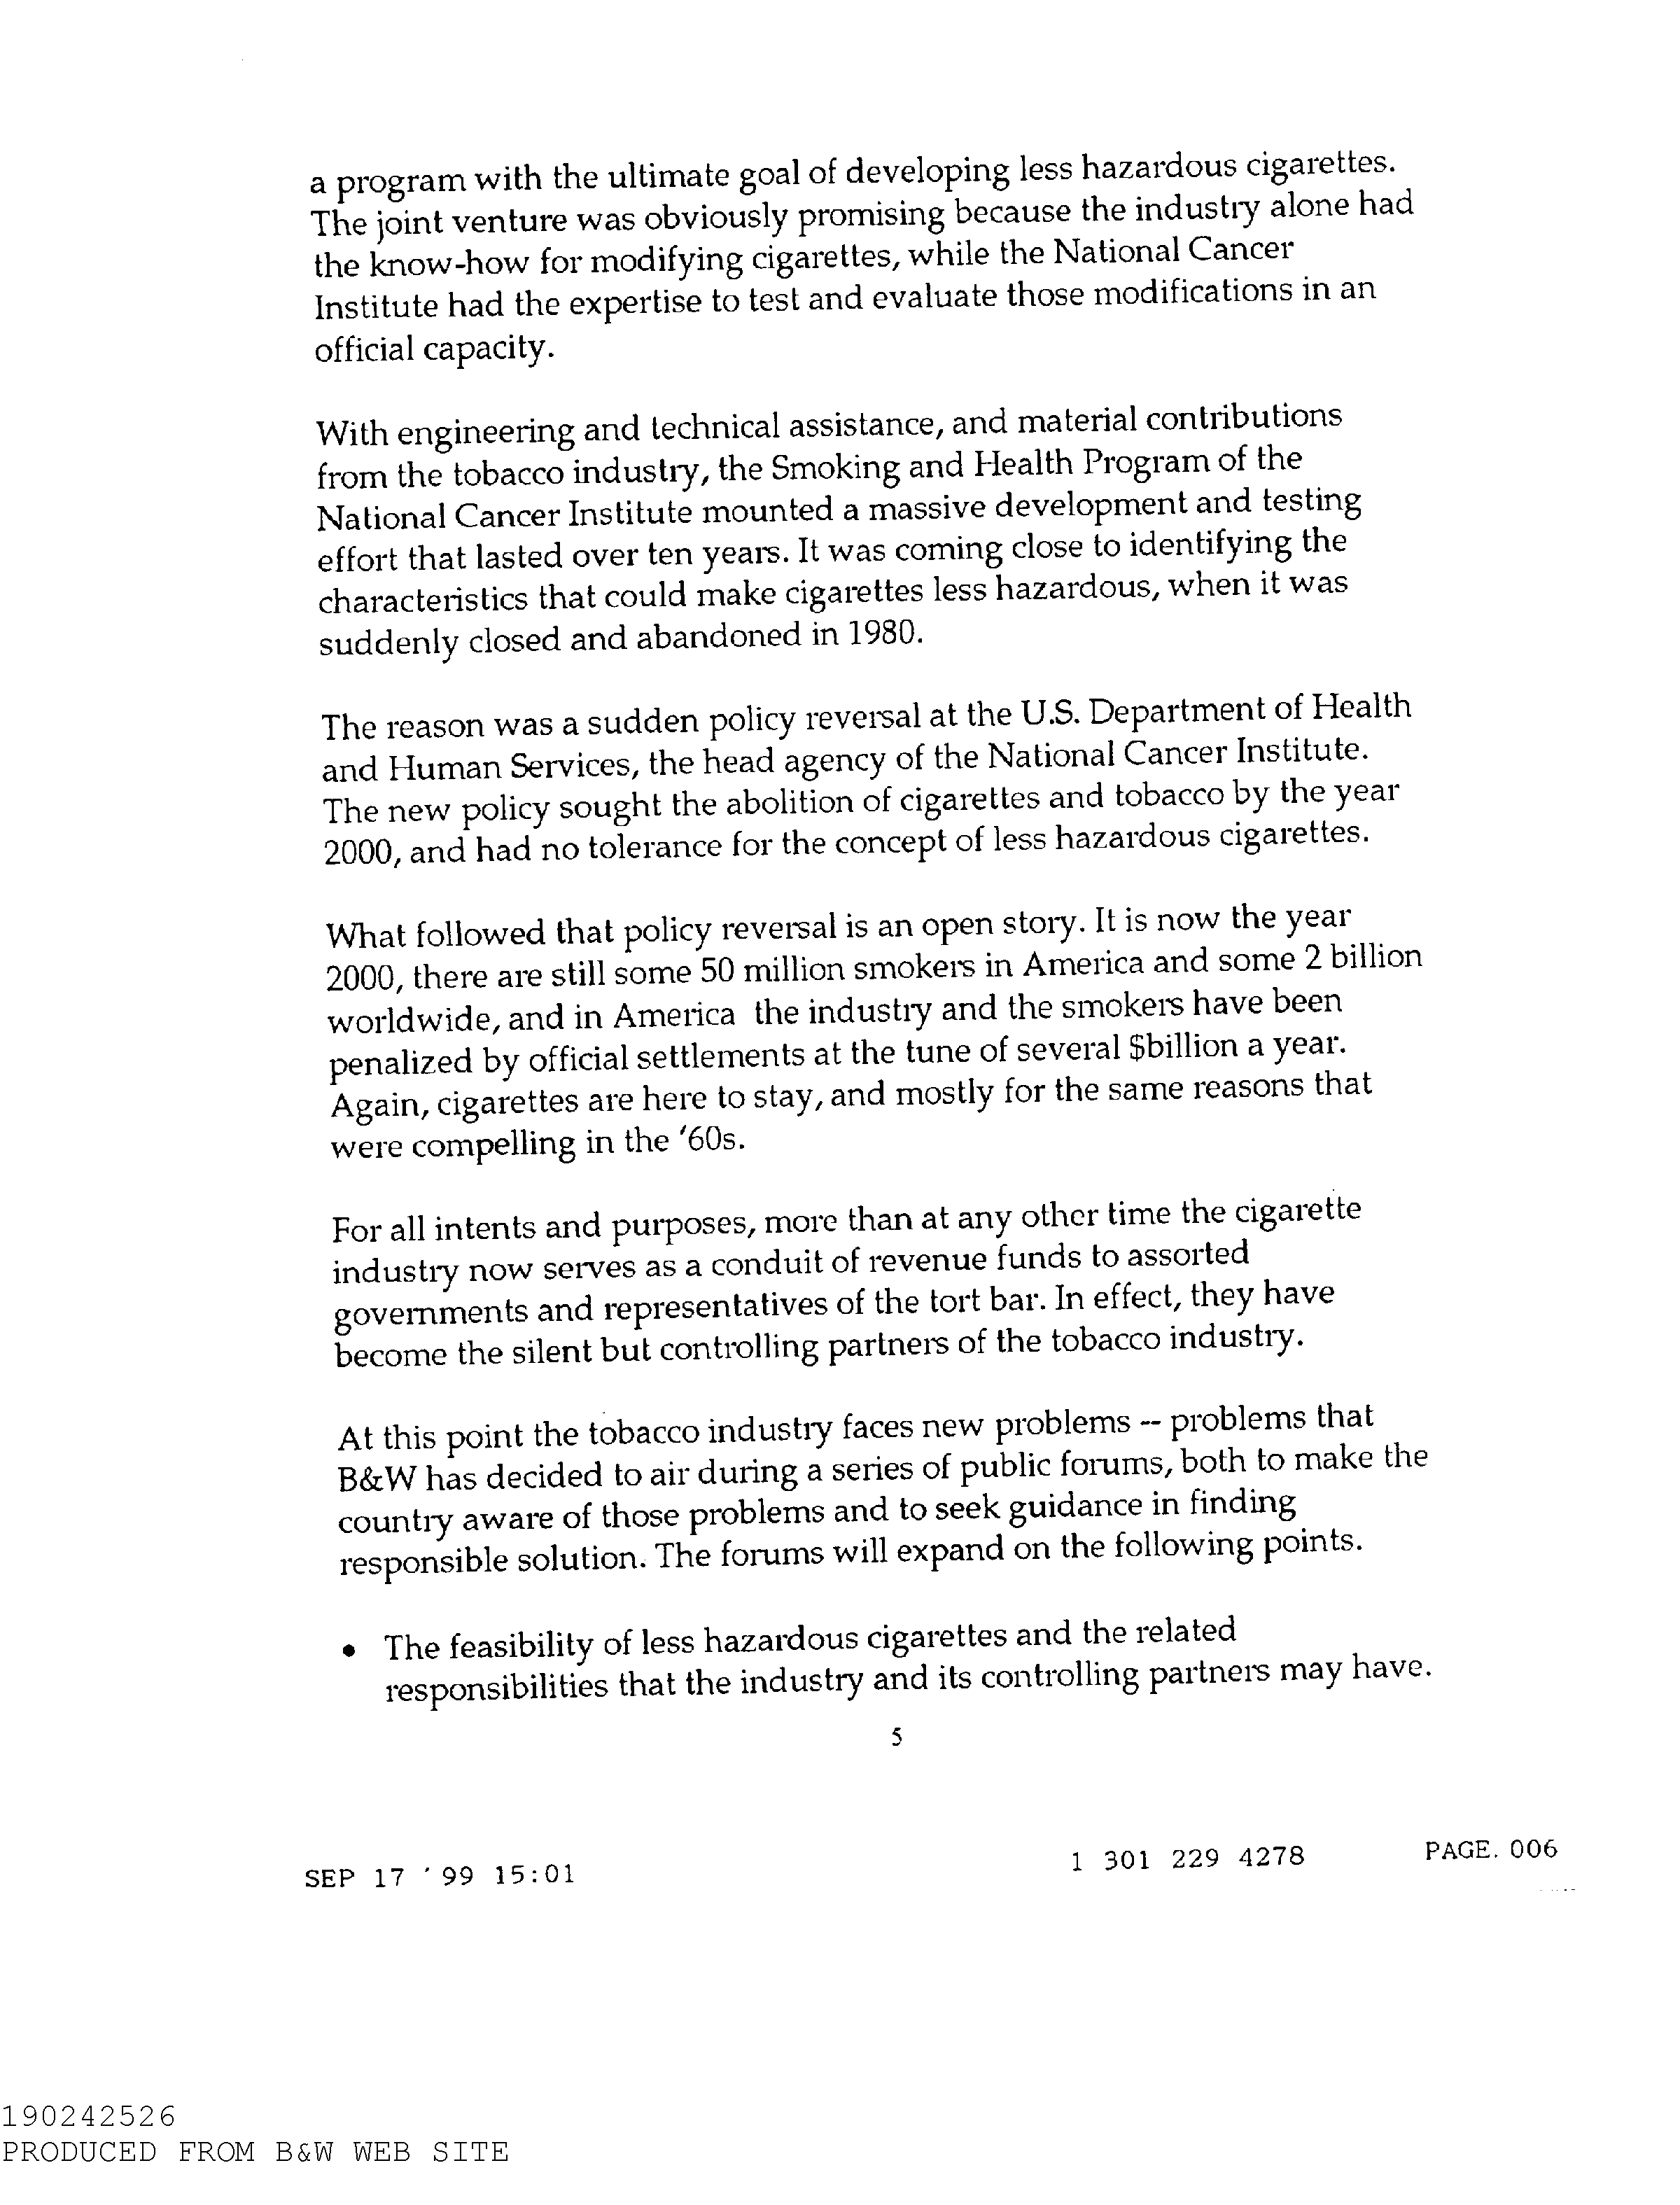 a program with the ultimate goal of developing less hazardous cigarettes.
The joint venture was obviously promising because the industry alone had
the know-how for modifying cigarettes, while the National Cancer
Institute had the expertise to test and evaluate those modifications in an
official capacity.
With engineering and technical assistance, and material contributions
from the tobacco industry, the Smoking and Health Program of the
National Cancer Institute mounted a massive development and testing
effort that lasted over ten years. It was coming close to identifying the
characteristics that could make cigarettes less hazardous, when it was
suddenly closed and abandoned in 1980.
The reason was a sudden policy reversal at the U.S. Department of Health
and Human Services, the head agency of the National Cancer Institute.
The new policy sought the abolition of cigarettes and tobacco by the year
2000, and had no tolerance for the concept of less hazardous cigarettes.
What followed that policy reversal is an open story. It is now the year
2000, there are still some 50 million smokers in America and some 2 billion
worldwide, and in America the industry and the smokers have been
penalized by official settlements at the tune of several $billion a year.
Again, cigarettes are here to stay, and mostly for the same reasons that
were compelling in the '60s.
For all intents and purposes, more than at any other time the cigarette
industry now serves as a conduit of revenue funds to assorted
governments and representatives of the tort bar. In effect, they have
become the silent but controlling partners of the tobacco industry.
At this point the tobacco industry faces new problems -- problems that
B&W has decided to air during a series of public forums, both to make the
country aware of those problems and to seek guidance in finding
responsible solution. The forums will expand on the following points.
• The feasibility of less hazardous cigarettes and the related
responsibilities that the industry and its controlling partners may have.
5
SEP 17 '99 15:01 1 301 229 4278 PAGE.006
190242526
PRODUCED FROM B&W WEB SITE